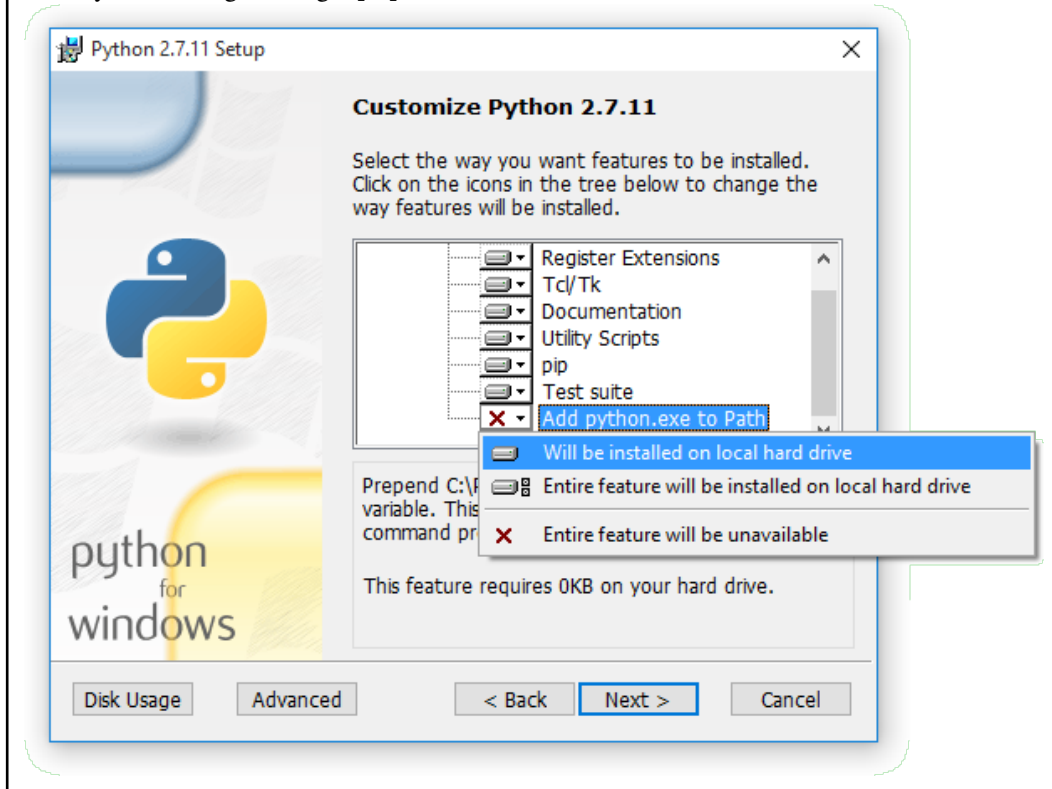 Python 2.7.11 Setup
Customize Python 2.7.11
Select the way you want features to be installed.
Click on the icons in the tree below to change the
way features will be installed.
Register Extensions
Tcl/Tk
Documentation
Utility Scripts
pip
Test suite
Add python.exe to Path
Will be installed on local hard drive
Entire feature will be installed on local hard drive
Entire feature will be unavailable
Prepend C:\
variable. This
command
This feature requires 0KB on your hard drive.
python
for
windows
Disk Usage
Advanced
< Back
Next >
Cancel